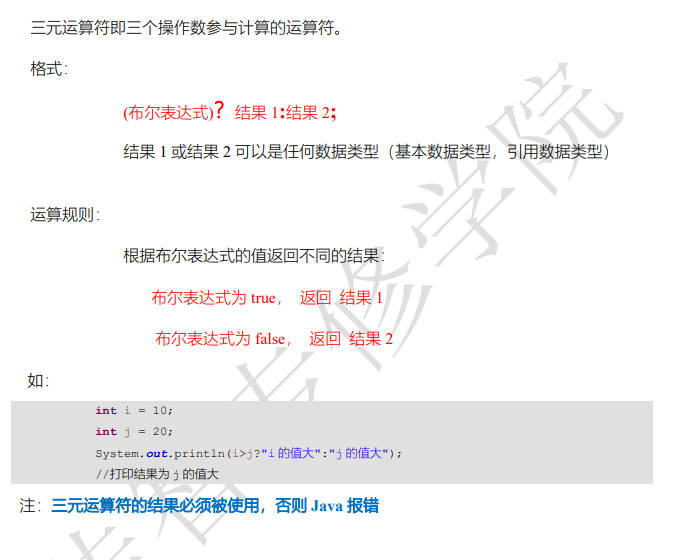 三元运算符即三个操作数参与计算的运算符。
格式：
(布尔表达式)？结果 1:结果 2;
结果 1 或结果 2 可以是任何数据类型（基本数据类型，引用数据类型）
运算规则：
根据布尔表达式的值返回不同的结果：
布尔表达式为 true， 返回 结果 1
布尔表达式为 false， 返回 结果 2
如：
int i = 10;
int j = 20;
System.out.println(i>j?"i 的值大":"j 的值大");
//打印结果为 j 的值大
注：三元运算符的结果必须被使用，否则 Java 报错
专修学院